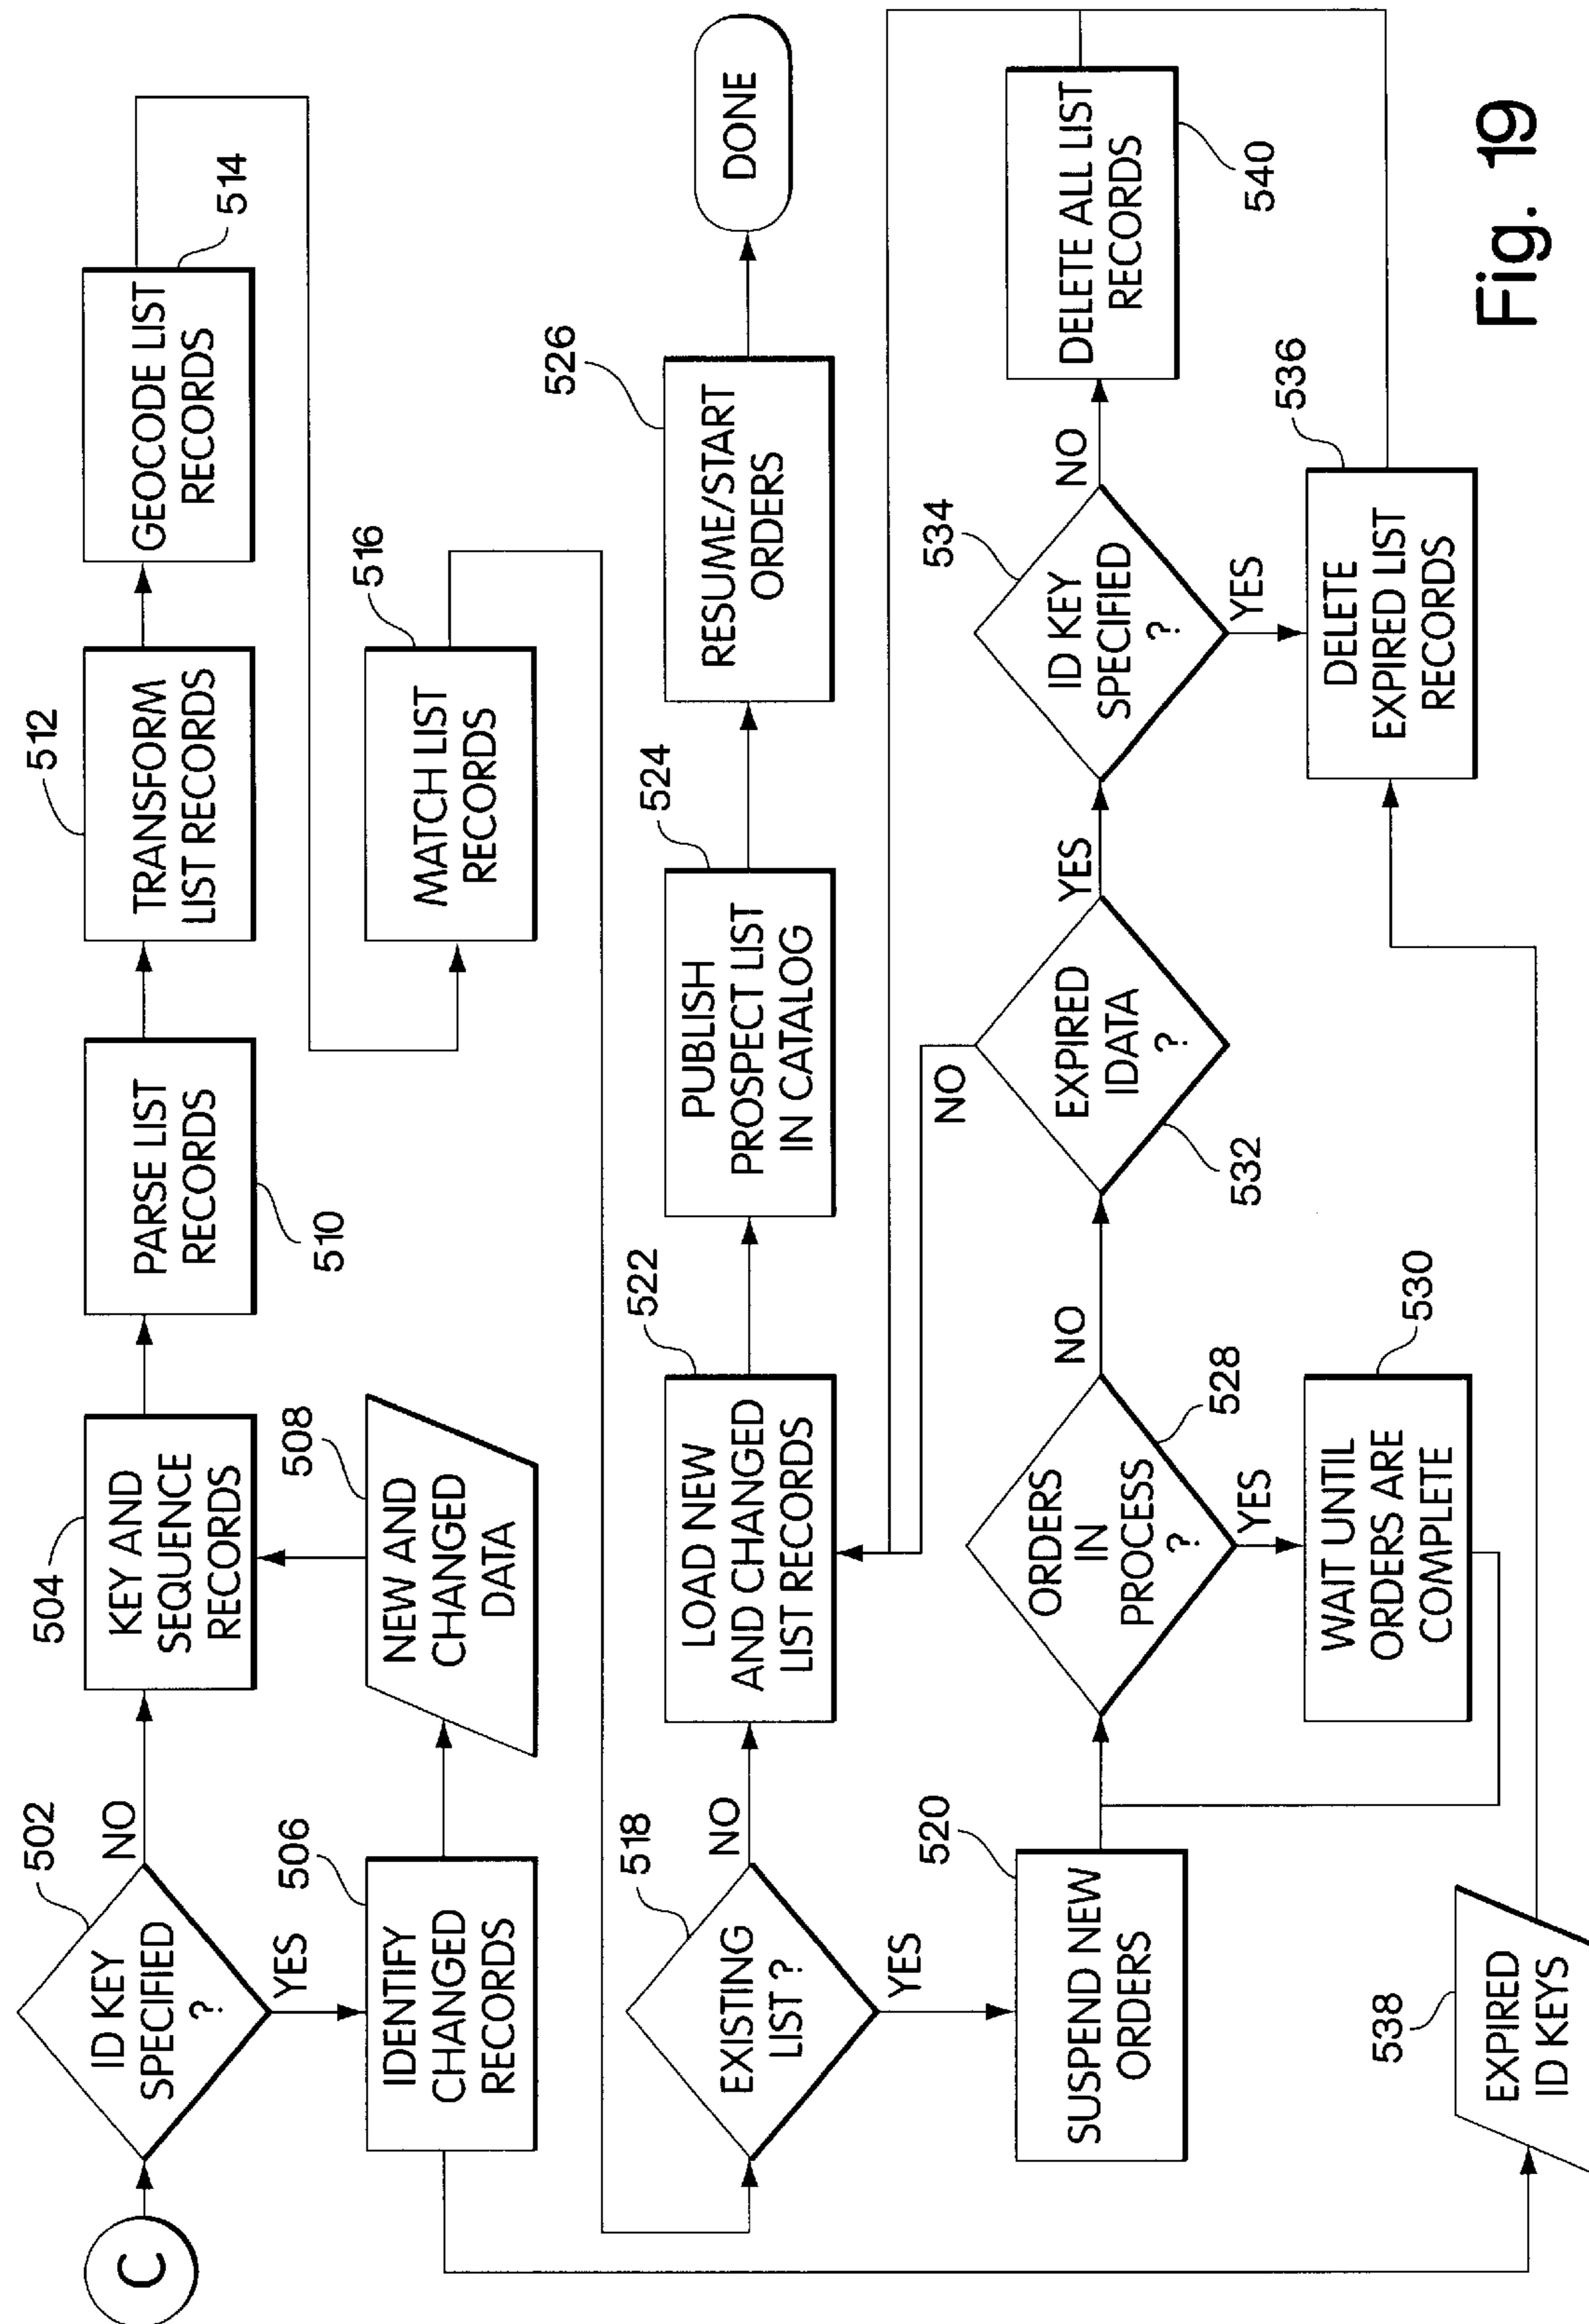 C
502
ID KEY
SPECIFIED
?
NO
YES
504
KEY AND
SEQUENCE
RECORDS
510
PARSE LIST
RECORDS
512
TRANSFORM
LIST RECORDS
514
GEOCODE LIST
RECORDS
506
IDENTIFY
CHANGED
RECORDS
508
NEW AND
CHANGED
DATA
516
MATCH LIST
RECORDS
518
EXISTING
LIST ?
NO
YES
522
LOAD NEW
AND CHANGED
LIST RECORDS
524
PUBLISH
PROSPECT LIST
IN CATALOG
526
RESUME/START
ORDERS
DONE
520
SUSPEND NEW
ORDERS
528
ORDERS
IN
PROCESS
?
NO
YES
532
EXPIRED
IDATA
?
NO
YES
534
ID KEY
SPECIFIED
?
NO
YES
540
DELETE ALL LIST
RECORDS
530
WAIT UNTIL
ORDERS ARE
COMPLETE
536
DELETE
EXPIRED LIST
RECORDS
538
EXPIRED
ID KEYS
Fig. 19